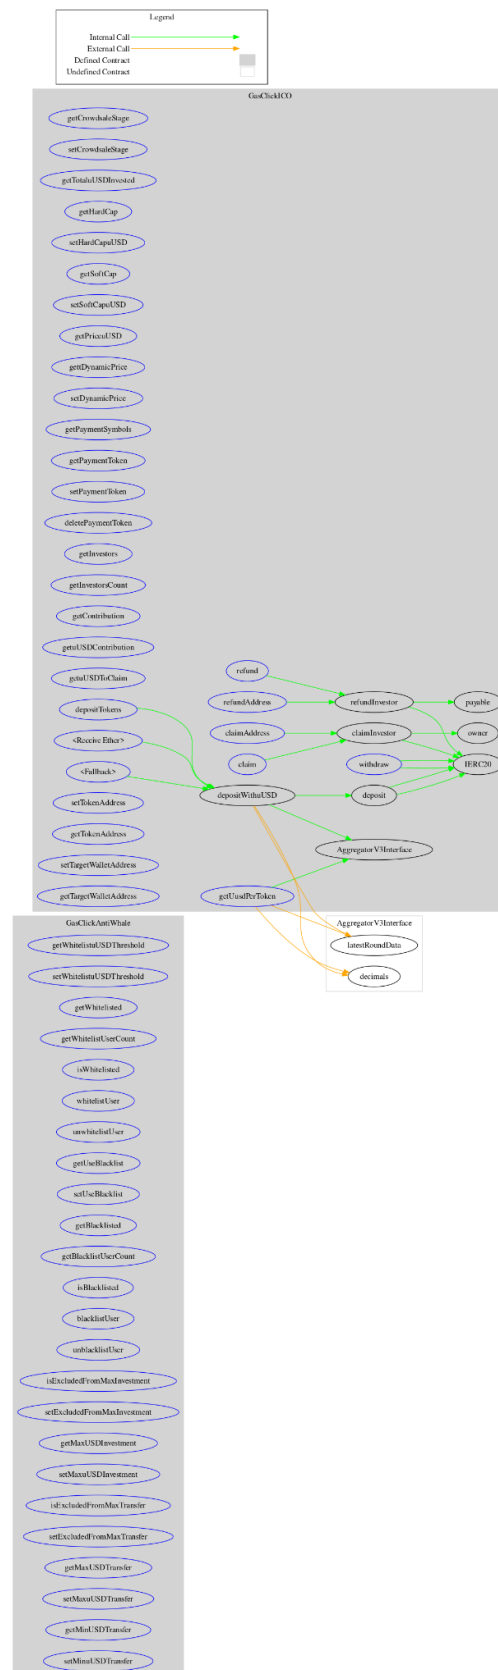 Legend
Internal Call
External Call
Defined Contract
Undefined Contract
GasClickICO
getCrowdsaleStage
setCrowdsaleStage
getTotaluUSDInvested
getHardCap
setHardCapuUSD
getSoftCap
setSoftCapuUSD
getPriceuUSD
gettDynamicPrice
setDynamicPrice
getPaymentSymbols
getPaymentToken
setPaymentToken
deletePaymentToken
getInvestors
getInvestorsCount
getContribution
getuUSDContribution
getuUSDToClaim
depositTokens
<Receive Ether>
<Fallback>
setTokenAddress
getTokenAddress
setTargetWalletAddress
getTargetWalletAddress
refund
refundAddress
claimAddress
claim
depositWithuUSD
getUusdPerToken
refundInvestor
claimInvestor
withdraw
deposit
AggregatorV3Interface
payable
owner
IERC20
AggregatorV3Interface
latestRoundData
decimals
GasClickAntiWhale
getWhitelistuUSDThreshold
setWhitelistuUSDThreshold
getWhitelisted
getWhitelistUserCount
isWhitelisted
whitelistUser
unwhitelistUser
getUseBlacklist
setUseBlacklist
getBlacklisted
getBlacklistUserCount
isBlacklisted
blacklistUser
unblacklistUser
isExcludedFromMaxInvestment
setExcludedFromMaxInvestment
getMaxUSDInvestment
setMaxuUSDInvestment
isExcludedFromMaxTransfer
setExcludedFromMaxTransfer
getMaxUSDTransfer
setMaxuUSDTransfer
getMinUSDTransfer
setMinuUSDTransfer